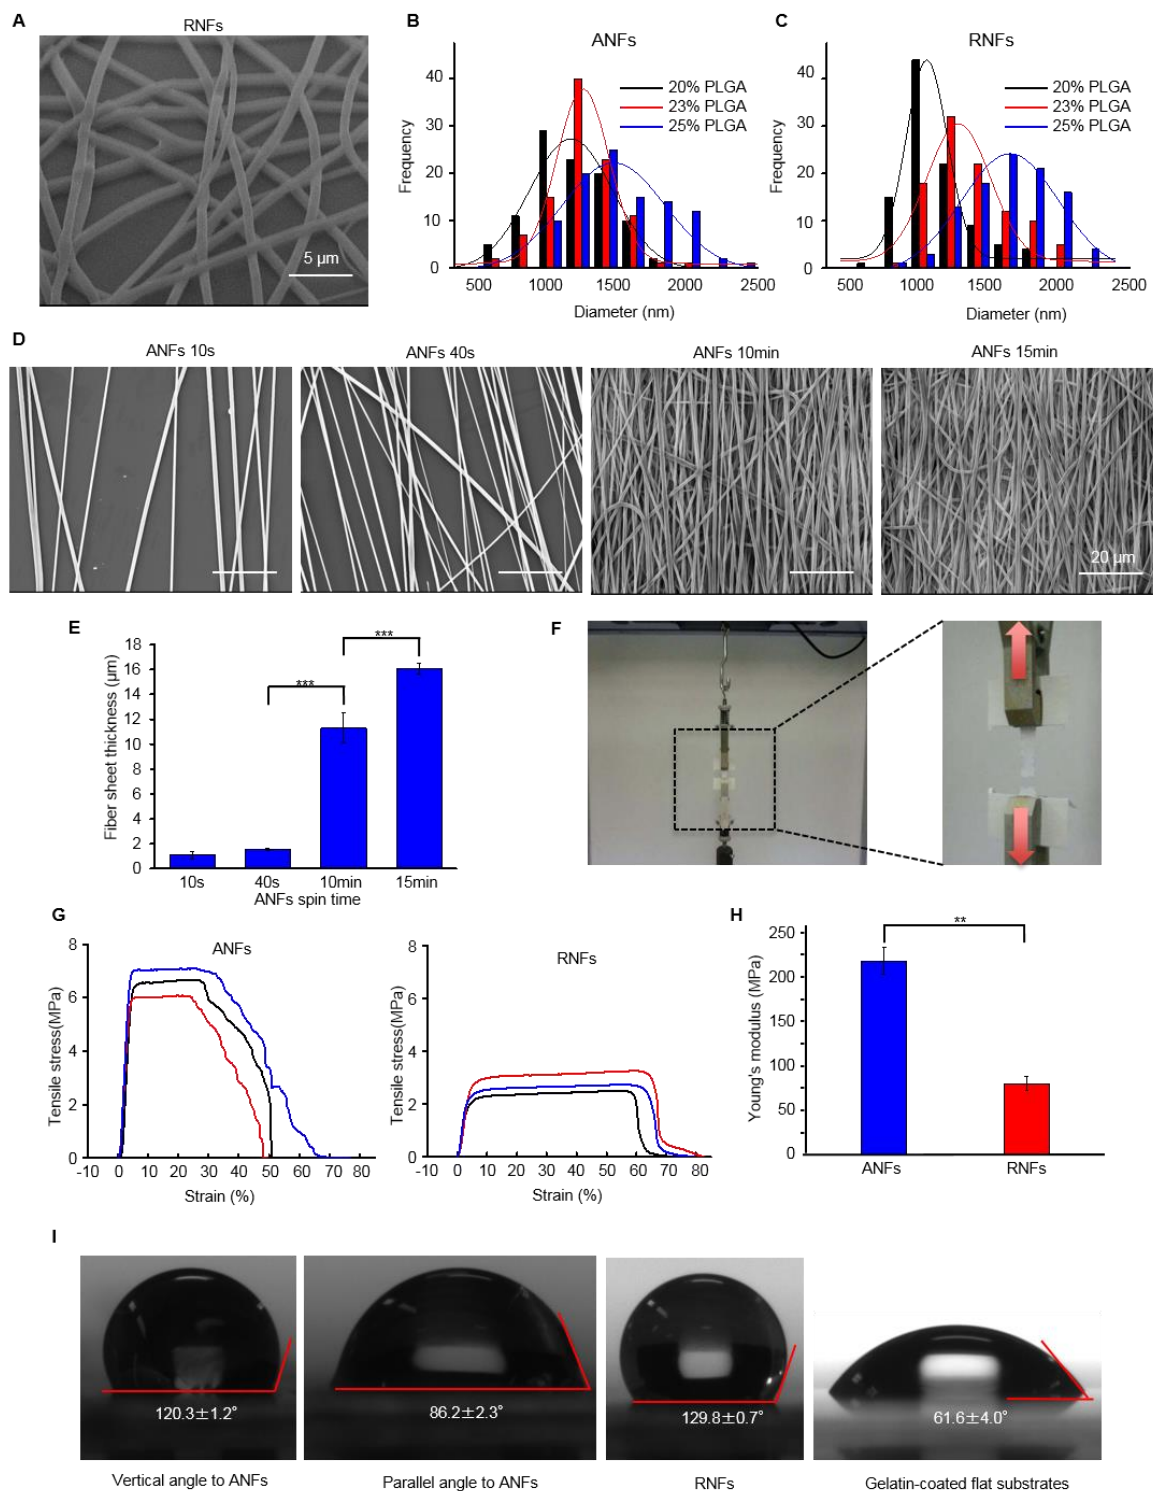 A
RNFs
5 µm
B
ANFs
20% PLGA
23% PLGA
25% PLGA
Frequency
40
30
20
10
0
500 1000 1500 2000 2500
Diameter (nm)
C
RNFs
20% PLGA
23% PLGA
25% PLGA
Frequency
40
30
20
10
0
500 1000 1500 2000 2500
Diameter (nm)
D
ANFs 10s
ANFs 40s
ANFs 10min
ANFs 15min
20 µm
E
Fiber sheet thickness (µm)
18
16
14
12
10
8
6
4
2
0
***
***
10s 40s 10min 15min
ANFs spin time
F
G
ANFs
Tensile stress(MPa)
8
6
4
2
0
-10 0 10 20 30 40 50 60 70 80
Strain (%)
RNFs
Tensile stress(MPa)
8
6
4
2
0
-10 0 10 20 30 40 50 60 70 80
Strain (%)
H
Young's modulus (MPa)
250
200
150
100
50
0
**
ANFs RNFs
I
120.3±1.2°
86.2±2.3°
129.8±0.7°
61.6±4.0°
Vertical angle to ANFs
Parallel angle to ANFs
RNFs
Gelatin-coated flat substrates